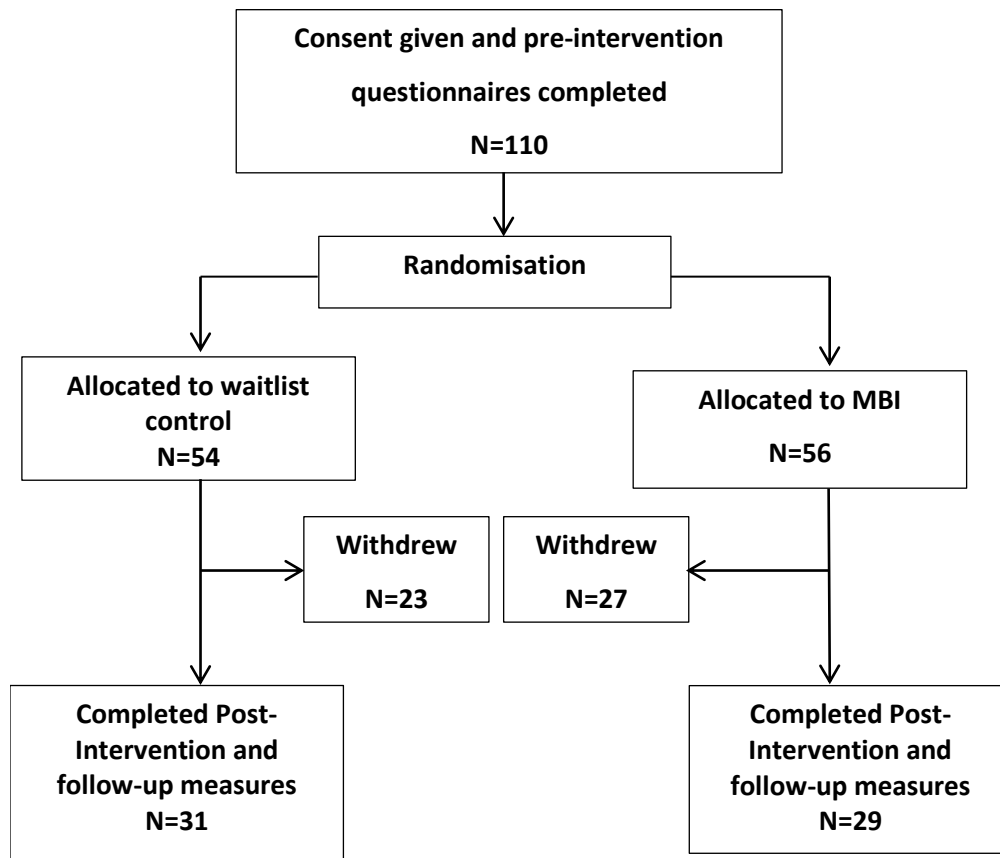 Consent given and pre-intervention
questionnaires completed
N=110
Randomisation
Allocated to waitlist
control
N=54
Allocated to MBI
N=56
Withdrew
N=23
Withdrew
N=27
Completed Post-
Intervention and
follow-up measures
N=31
Completed Post-
Intervention and
follow-up measures
N=29